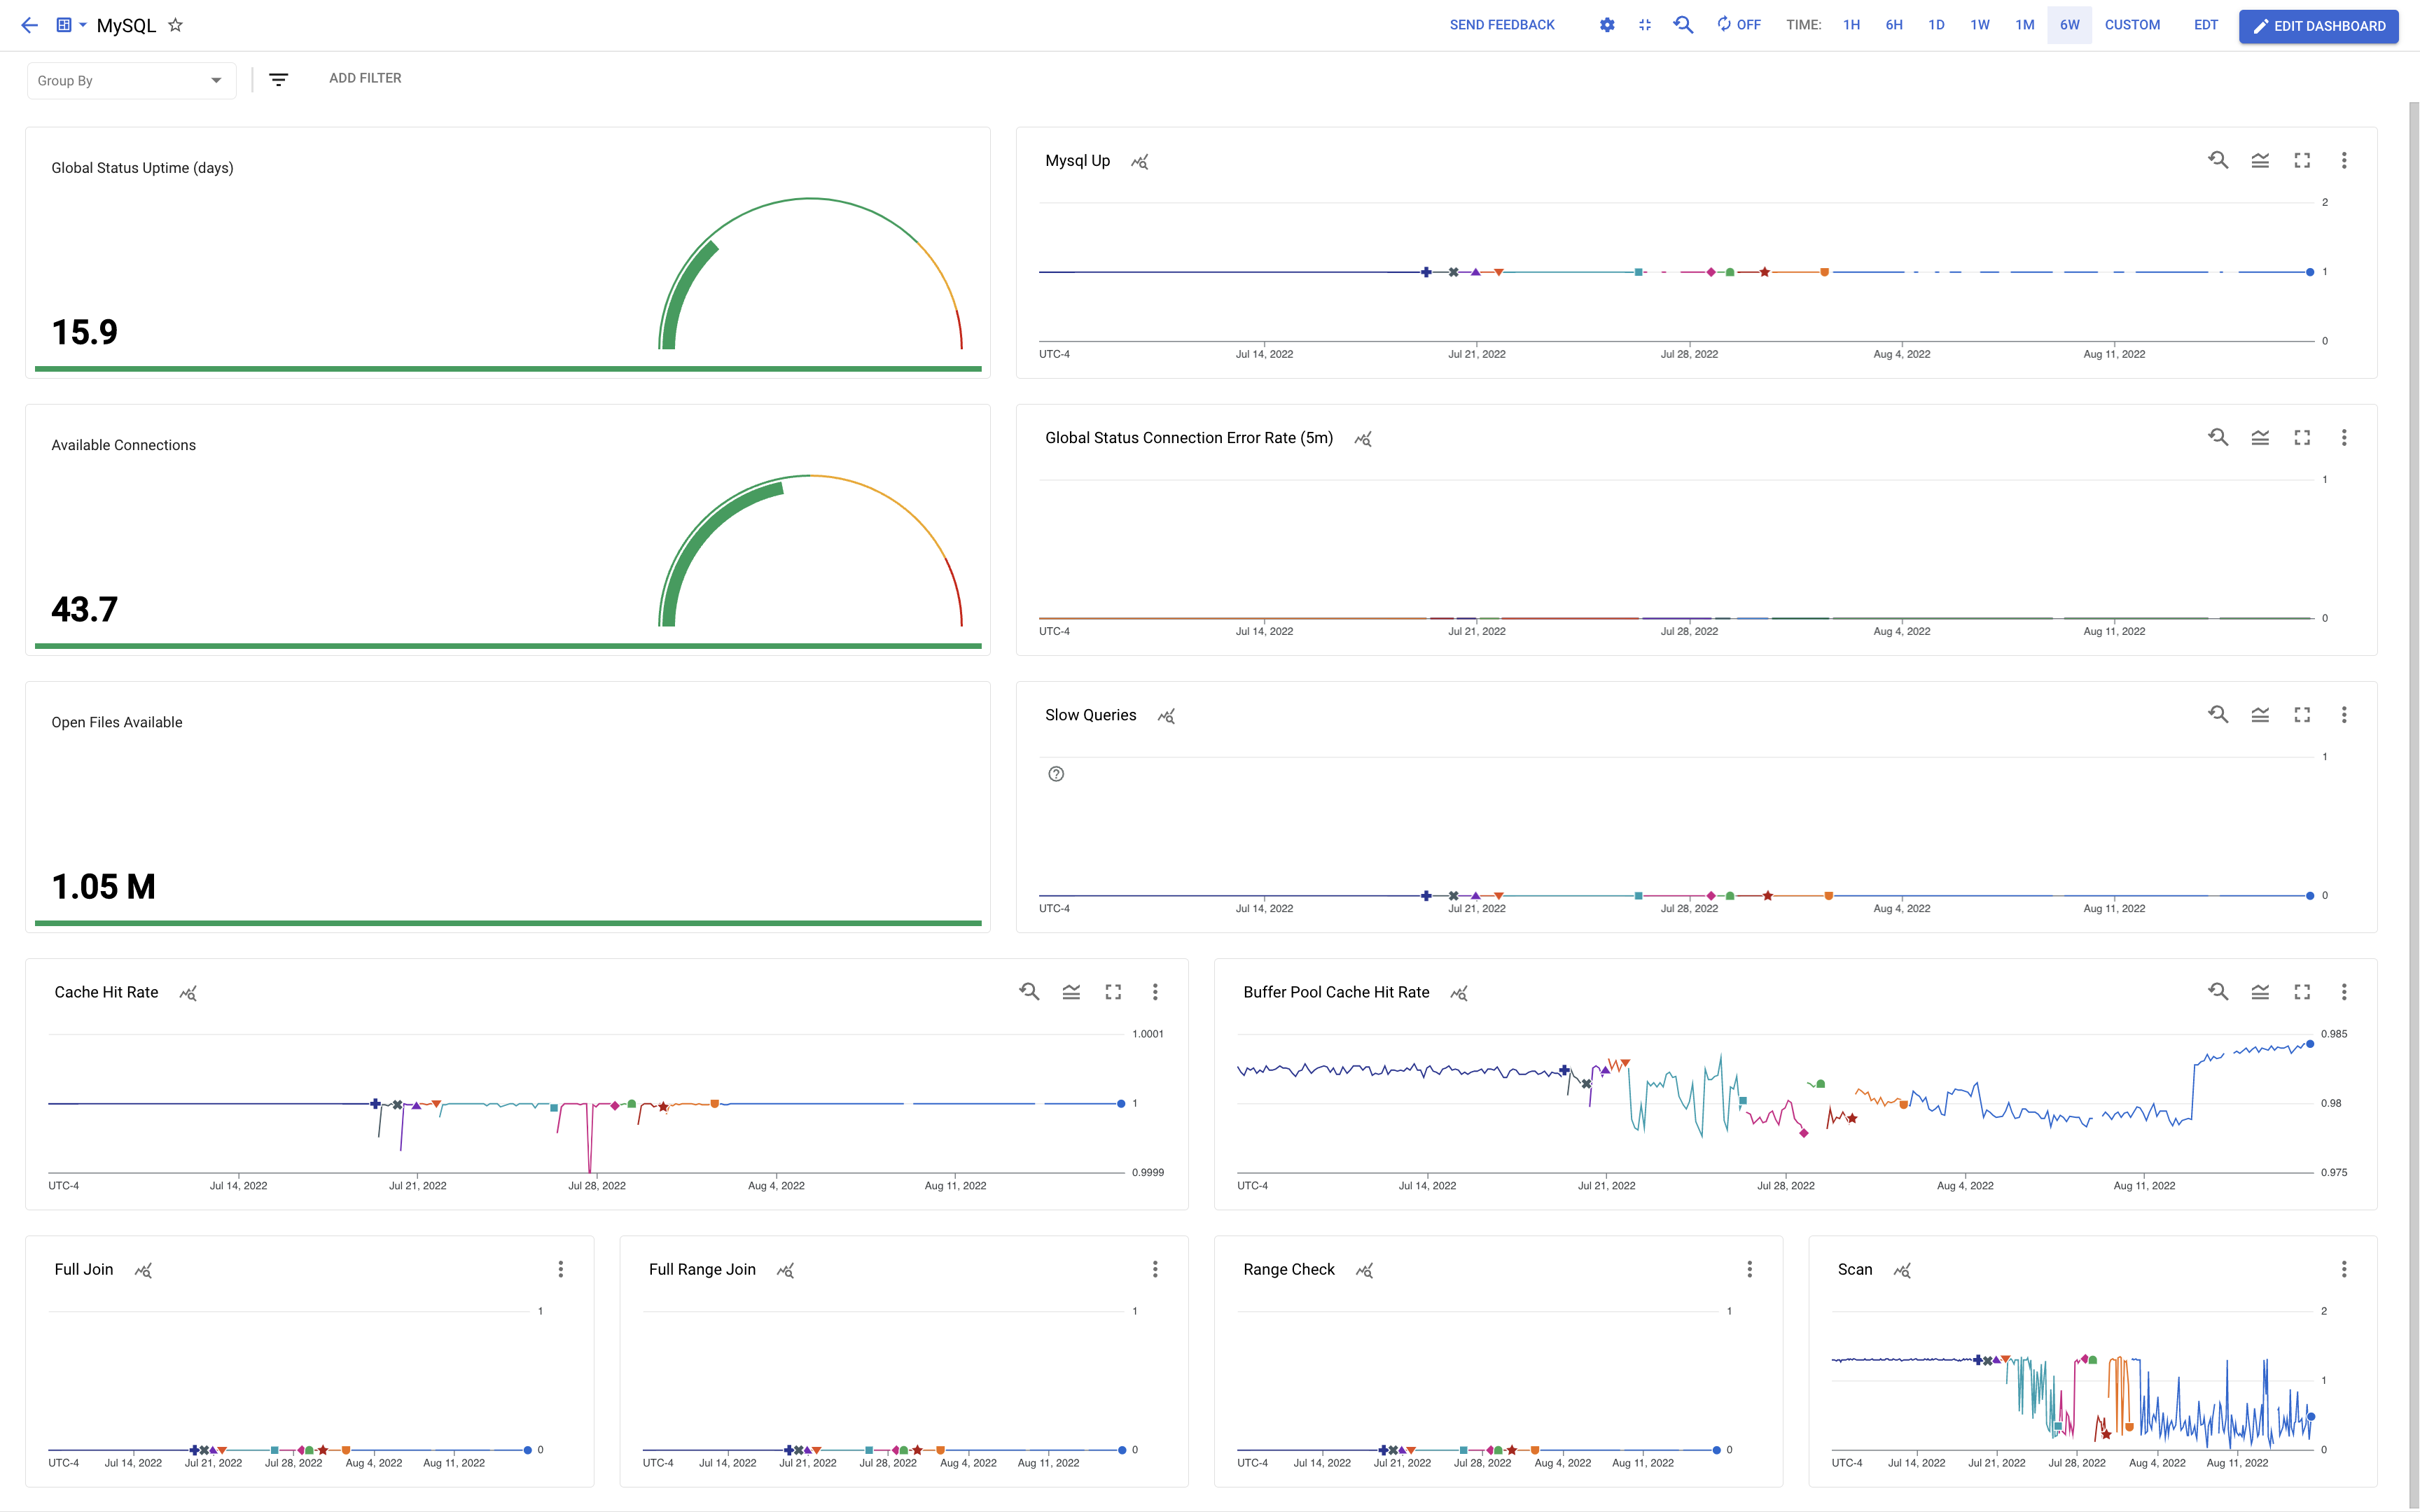 MySQL
SEND FEEDBACK OFF TIME: 1H 6H 1D 1W 1M 6W CUSTOM EDT EDIT DASHBOARD
Group By ADD FILTER
Global Status Uptime (days)
15.9
Mysql Up
2
1
0
UTC-4 Jul 14, 2022 Jul 21, 2022 Jul 28, 2022 Aug 4, 2022 Aug 11, 2022
Available Connections
43.7
Global Status Connection Error Rate (5m)
1
0
UTC-4 Jul 14, 2022 Jul 21, 2022 Jul 28, 2022 Aug 4, 2022 Aug 11, 2022
Open Files Available
1.05 M
Slow Queries
1
0
UTC-4 Jul 14, 2022 Jul 21, 2022 Jul 28, 2022 Aug 4, 2022 Aug 11, 2022
Cache Hit Rate
1.0001
1
0.9999
UTC-4 Jul 14, 2022 Jul 21, 2022 Jul 28, 2022 Aug 4, 2022 Aug 11, 2022
Buffer Pool Cache Hit Rate
0.985
0.98
0.975
UTC-4 Jul 14, 2022 Jul 21, 2022 Jul 28, 2022 Aug 4, 2022 Aug 11, 2022
Full Join
1
0
UTC-4 Jul 14, 2022 Jul 21, 2022 Jul 28, 2022 Aug 4, 2022 Aug 11, 2022
Full Range Join
1
0
UTC-4 Jul 14, 2022 Jul 21, 2022 Jul 28, 2022 Aug 4, 2022 Aug 11, 2022
Range Check
1
0
UTC-4 Jul 14, 2022 Jul 21, 2022 Jul 28, 2022 Aug 4, 2022 Aug 11, 2022
Scan
2
1
0
UTC-4 Jul 14, 2022 Jul 21, 2022 Jul 28, 2022 Aug 4, 2022 Aug 11, 2022